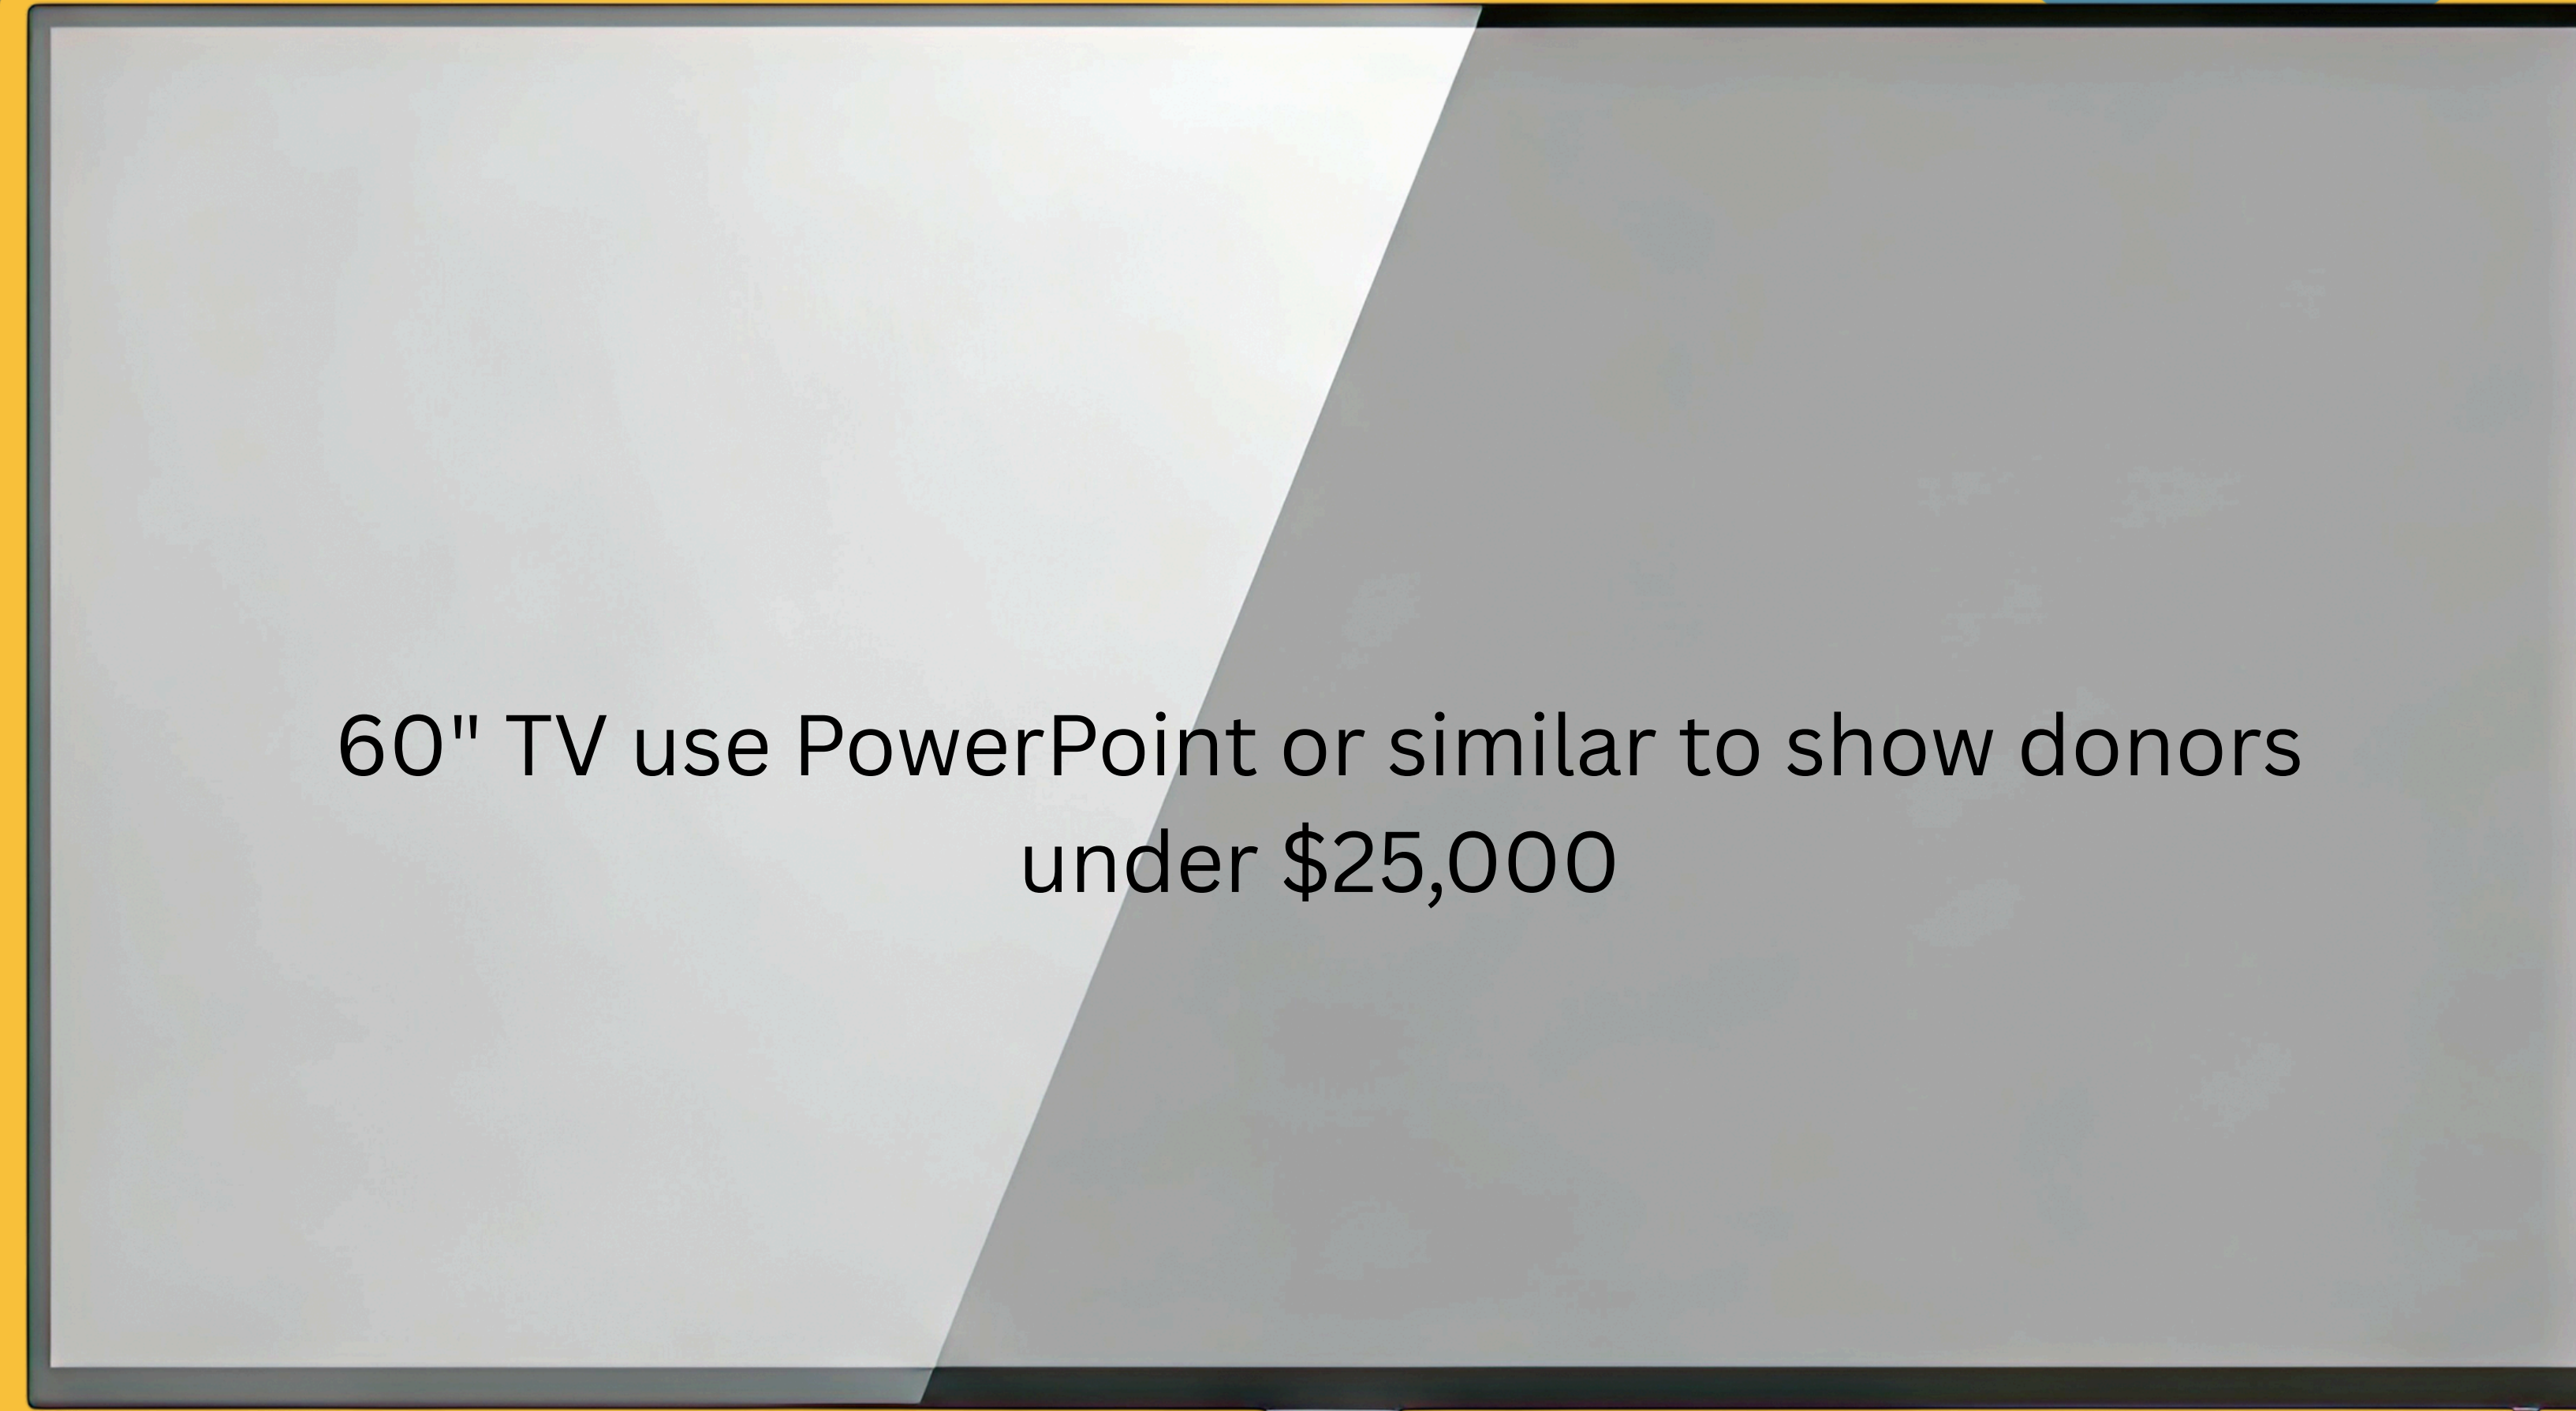 60" TV use PowerPoint or similar to show donors
under $25,000